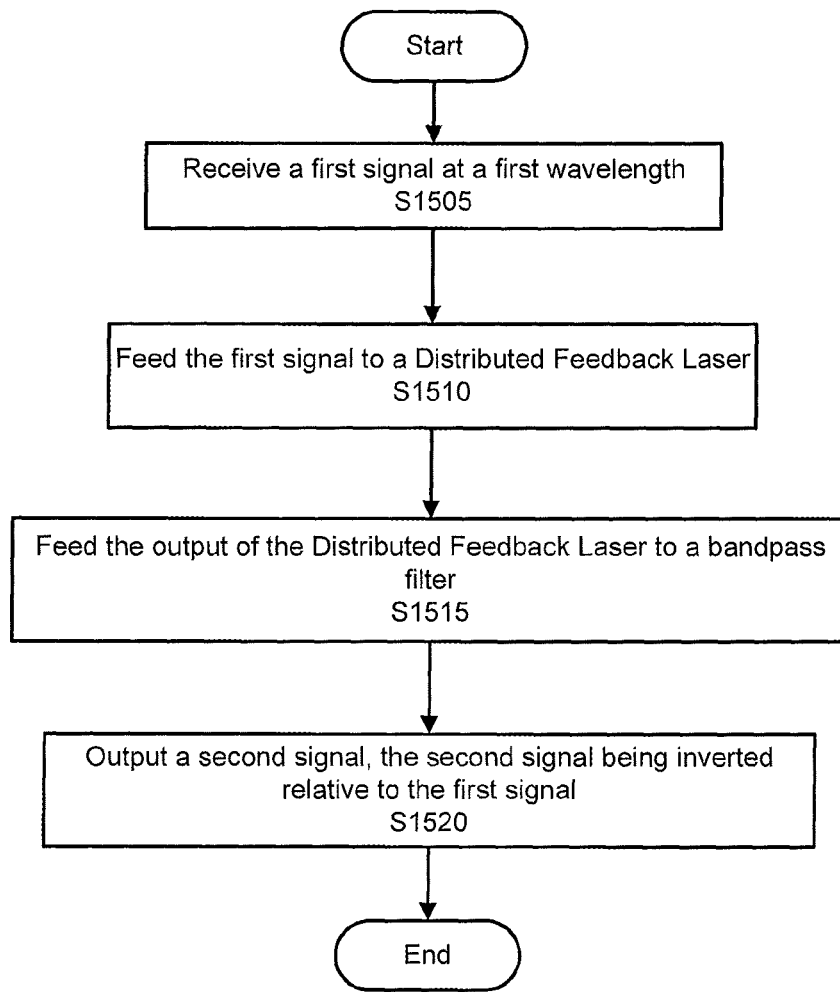 Start
Receive a first signal at a first wavelength
S1505
Feed the first signal to a Distributed Feedback Laser
S1510
Feed the output of the Distributed Feedback Laser to a bandpass
filter
S1515
Output a second signal, the second signal being inverted
relative to the first signal
S1520
End